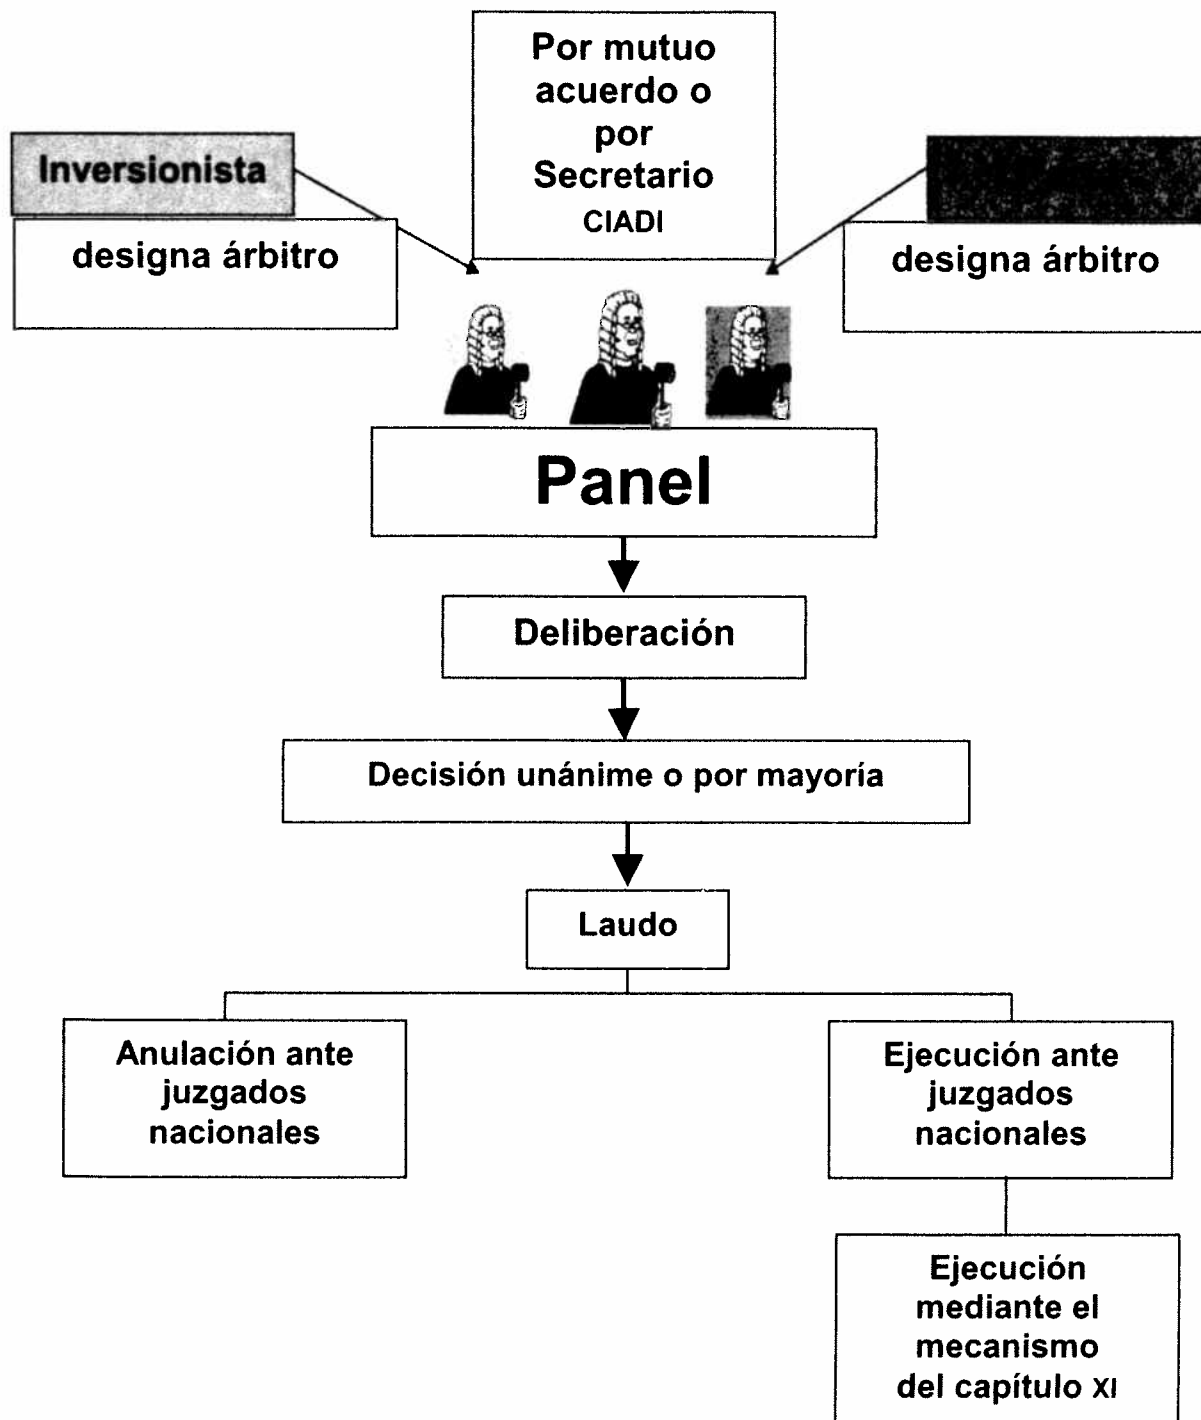 Por mutuo
acuerdo o
por
Secretario
CIADI
Inversionista
designa árbitro
designa árbitro
Panel
Deliberación
Decisión unánime o por mayoría
Laudo
Anulación ante
juzgados
nacionales
Ejecución ante
juzgados
nacionales
Ejecución
mediante el
mecanismo
del capítulo XI